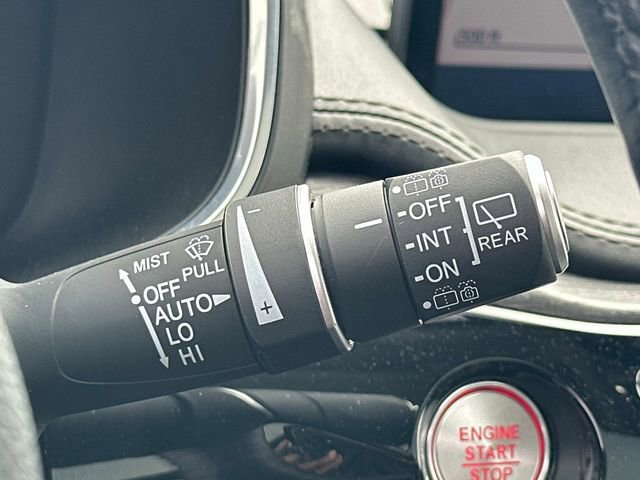 MIST
PULL
OFF
AUTO
LO
HI
− 
+
OFF
INT
ON
REAR
ENGINE
START
STOP